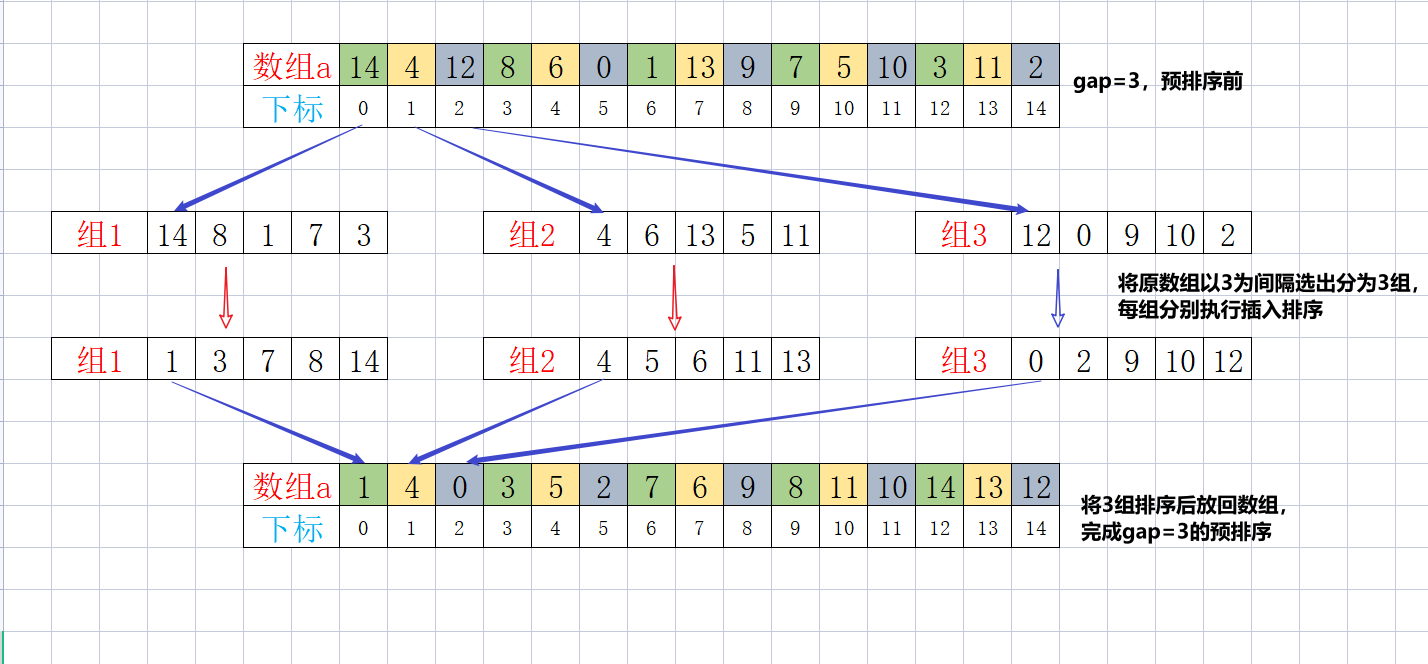 数组a 14 4 12 8 6 0 1 13 9 7 5 10 3 11 2
gap=3，预排序前
下标 0 1 2 3 4 5 6 7 8 9 10 11 12 13 14
组1 14 8 1 7 3
组2 4 6 13 5 11
组3 12 0 9 10 2
将原数组以3为间隔选出分为3组，
每组分别执行插入排序
组1 1 3 7 8 14
组2 4 5 6 11 13
组3 0 2 9 10 12
数组a 1 4 0 3 5 2 7 6 9 8 11 10 14 13 12
下标 0 1 2 3 4 5 6 7 8 9 10 11 12 13 14
将3组排序后放回数组，
完成gap=3的预排序